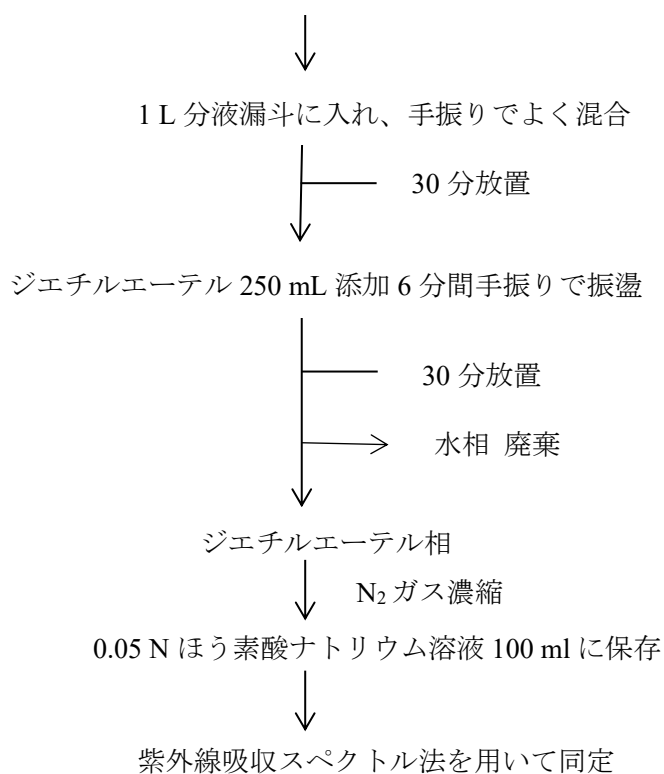 1 L 分液漏斗に入れ、手振りでよく混合
30 分放置
ジエチルエーテル 250 mL 添加 6 分間手振りで振盪
30 分放置
水相 廃棄
ジエチルエーテル相
N₂ ガス濃縮
0.05 N ほう素酸ナトリウム溶液 100 ml に保存
紫外線吸収スペクトル法を用いて同定